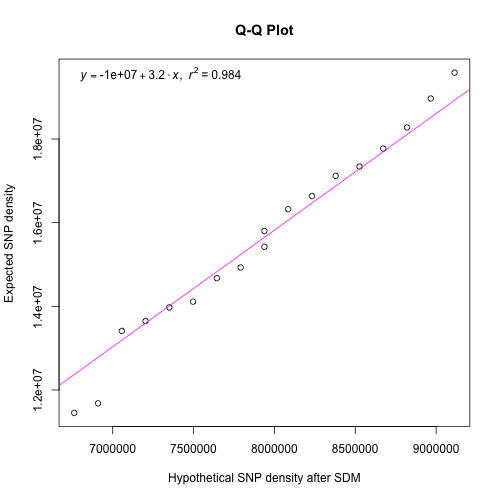 Q-Q Plot
y = -1e+07 + 3.2 · x, r² = 0.984
Expected SNP density
1.8e+07
1.6e+07
1.4e+07
1.2e+07
7000000 7500000 8000000 8500000 9000000
Hypothetical SNP density after SDM